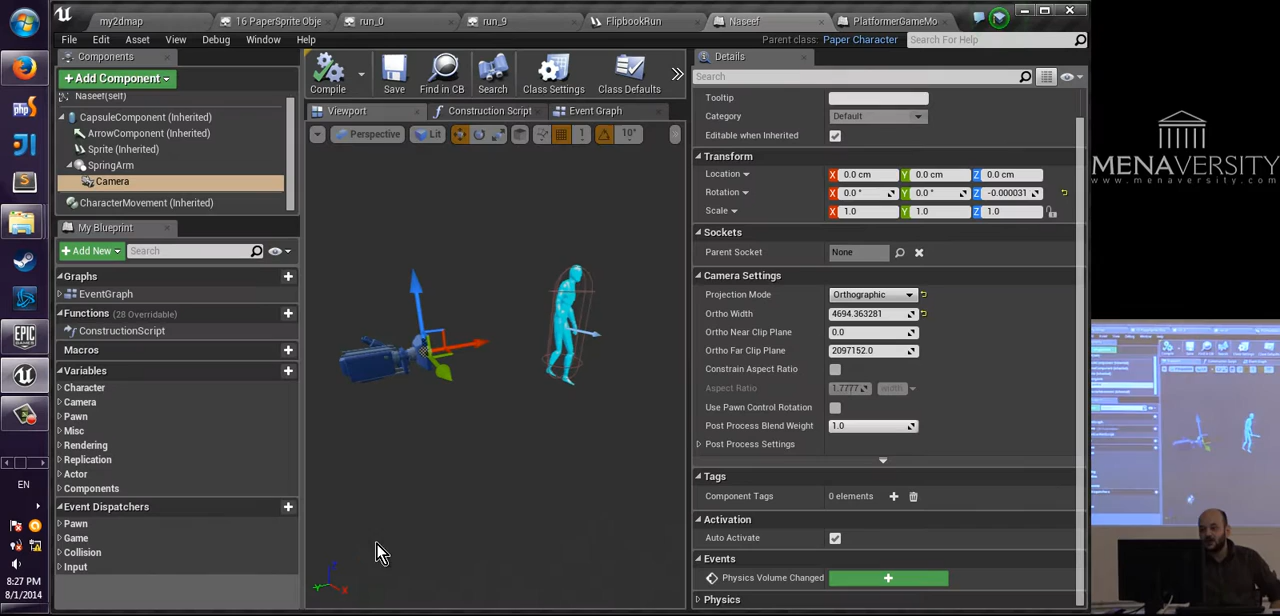 my2dmap
16 PaperSprite Obje
run_0
run_9
FlipbookRun
Naseef
PlatformerGameMo
File Edit Asset View Debug Window Help
Parent class: Paper Character
Search For Help
Components
+Add Component
Naseef(self)
CapsuleComponent (Inherited)
ArrowComponent (Inherited)
Sprite (Inherited)
SpringArm
Camera
CharacterMovement (Inherited)
My Blueprint
+Add New
Search
Graphs
EventGraph
Functions (28 Overridable)
ConstructionScript
Macros
Variables
Character
Camera
Pawn
Misc
Rendering
Replication
Actor
Components
Event Dispatchers
Pawn
Game
Collision
Input
Compile
Save
Find in CB
Search
Class Settings
Class Defaults
Viewport
Construction Script
Event Graph
Perspective
Lit
1
10°
Details
Search
Tooltip
Category Default
Editable when Inherited
Transform
Location X 0.0 cm Y 0.0 cm Z 0.0 cm
Rotation X 0.0 ° Y 0.0 ° Z -0.000031
Scale X 1.0 Y 1.0 Z 1.0
Sockets
Parent Socket None
Camera Settings
Projection Mode Orthographic
Ortho Width 4694.363281
Ortho Near Clip Plane 0.0
Ortho Far Clip Plane 2097152.0
Constrain Aspect Ratio
Aspect Ratio 1.7777 width
Use Pawn Control Rotation
Post Process Blend Weight 1.0
Post Process Settings
Tags
Component Tags 0 elements
Activation
Auto Activate
Events
Physics Volume Changed
Physics
EPIC
GAMES
EN
8:27 PM
8/1/2014
MENAVERSITY
www.menaversity.com